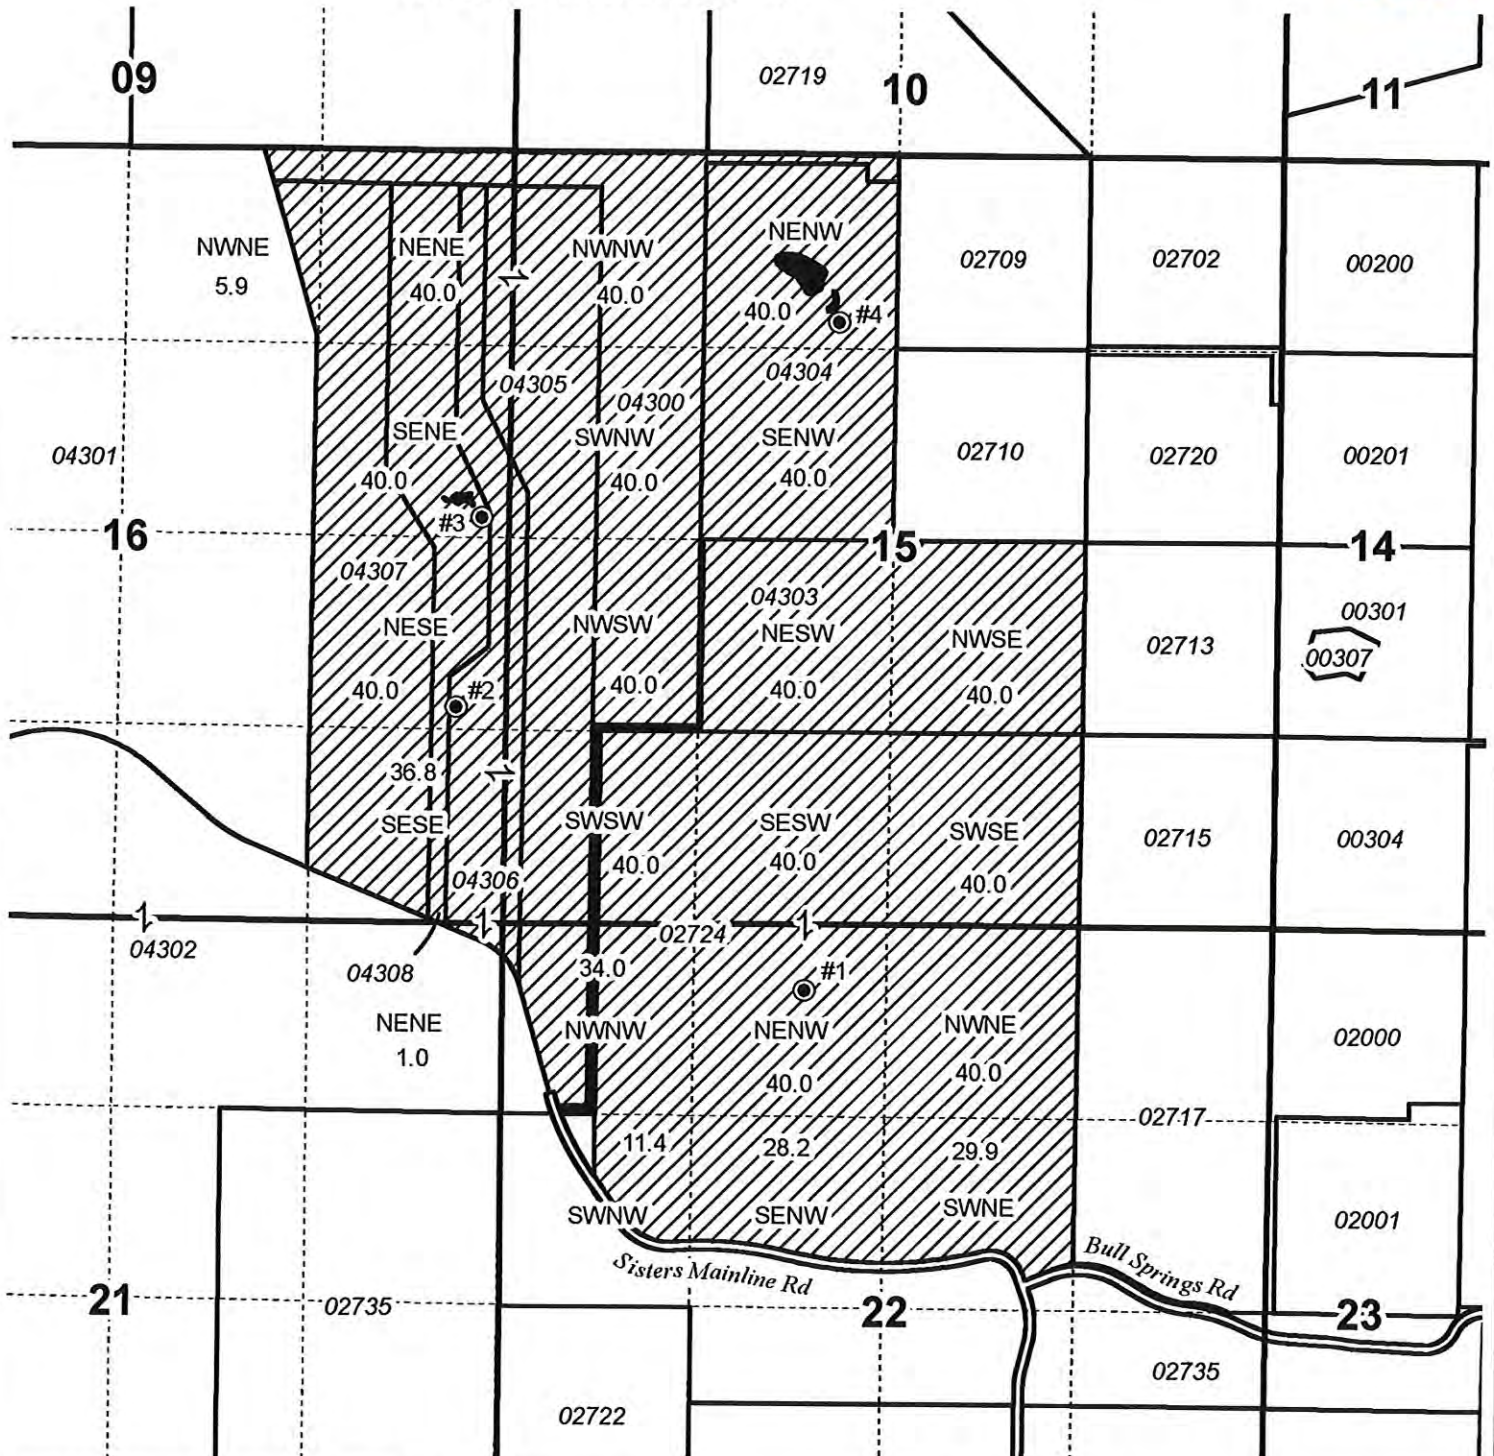 09
02719
10
11
NWNE
5.9
NENE
40.0
NWNW
40.0
NENW
40.0
#4
02709
02702
00200
04301
04305
04300
04304
SENE
40.0
SWNW
40.0
SENW
40.0
02710
02720
00201
16
#3
15
14
04307
NESE
40.0
#2
NWSW
40.0
04303
NESW
40.0
NWSE
40.0
02713
00301
00307
36.8
SESE
04306
SWSW
40.0
SESW
40.0
SWSE
40.0
02715
00304
04302
04308
NENE
1.0
02724
34.0
NWNW
#1
NENW
40.0
NWNE
40.0
02000
02717
11.4
SWNW
28.2
SENW
29.9
SWNE
02001
Sisters Mainline Rd
Bull Springs Rd
21
02735
22
23
02722
02735